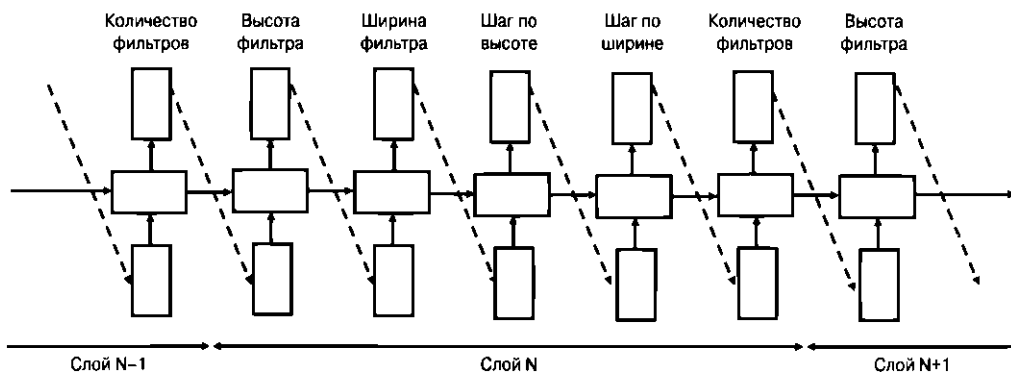 Количество
фильтров
Высота
фильтра
Ширина
фильтра
Шаг по
высоте
Шаг по
ширине
Количество
фильтров
Высота
фильтра
Слой N–1
Слой N
Слой N+1